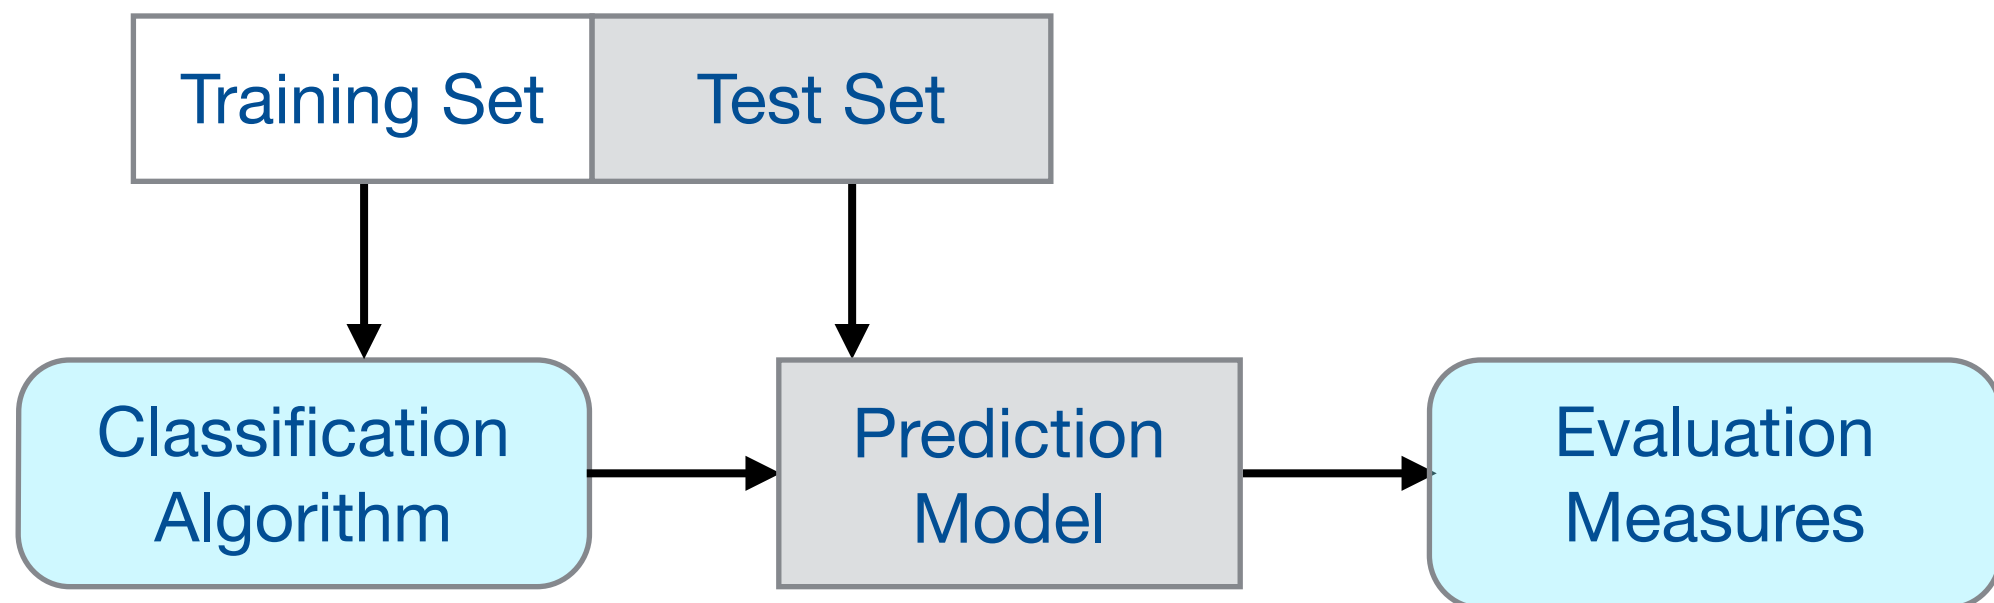 Training Set
Test Set
Classification
Algorithm
Prediction
Model
Evaluation
Measures